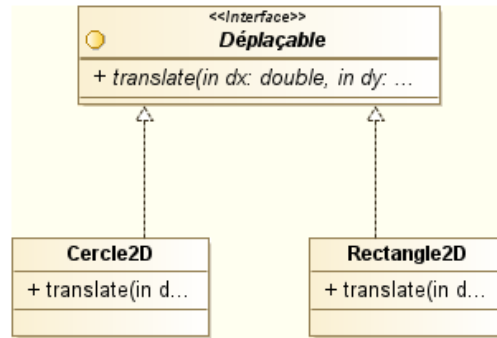 <<Interface>>
Déplaçable
+ translate(in dx: double, in dy: ...
Cercle2D
+ translate(in d...
Rectangle2D
+ translate(in d...